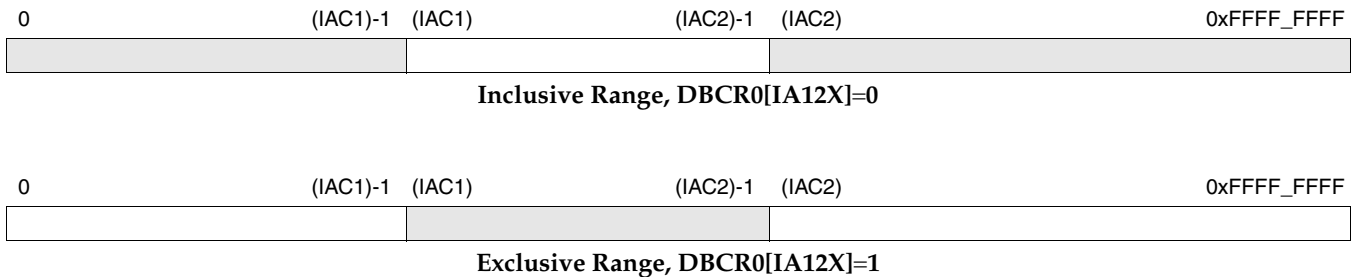 0 (IAC1)-1 (IAC1) (IAC2)-1 (IAC2) 0xFFFF_FFFF
Inclusive Range, DBCR0[IA12X]=0
0 (IAC1)-1 (IAC1) (IAC2)-1 (IAC2) 0xFFFF_FFFF
Exclusive Range, DBCR0[IA12X]=1